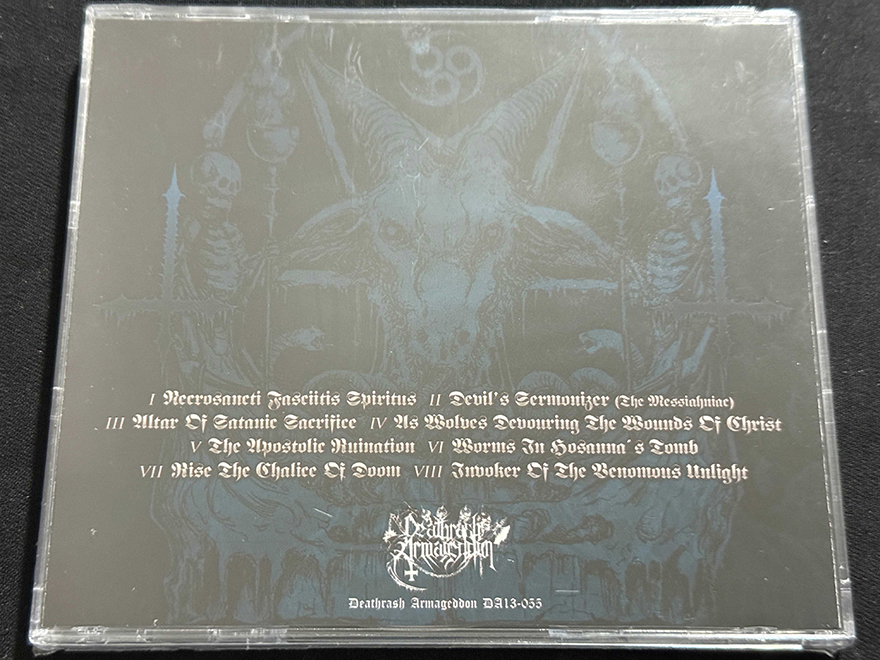 I Necrosancti Fasciitis Spiritus II Devil's Sermonizer (The Messiahniac)
III Altar Of Satanic Sacrifice IV As Wolves Devouring The Wounds Of Christ
V The Apostolic Ruination VI Worms In Hosanna´s Tomb
VII Rise The Chalice Of Doom VIII Invoker Of The Venomous Unlight
Deathrash
Armageddon
Deathrash Armageddon DA13-055